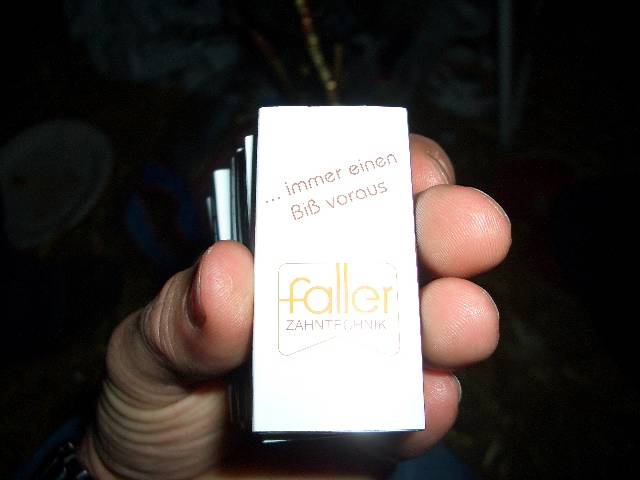 ... immer einen
Biß voraus
faller
ZAHNTECHNIK